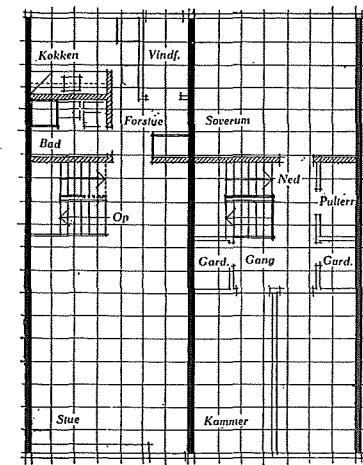 Kokken
Vindf.
Forstue
Soverum
Bad
Ned
Pulterr
Op
Gard.
Gang
Gard.
Stue
Kammer